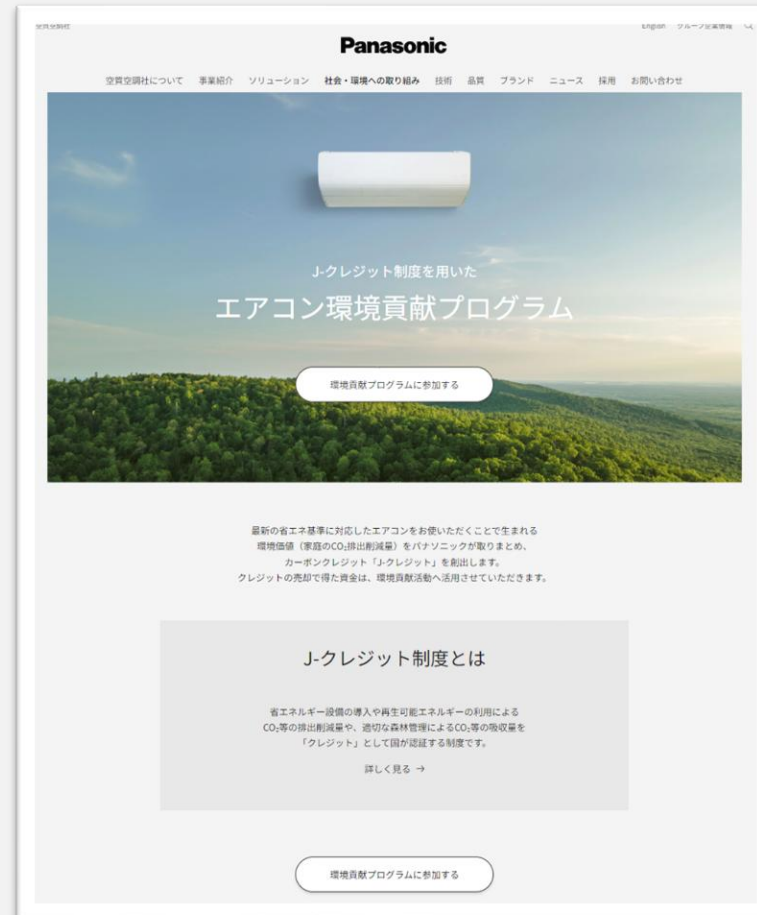 空質空調社
English グループ企業情報
Panasonic
空質空調社について 事業紹介 ソリューション 社会・環境への取り組み 技術 品質 ブランド ニュース 採用 お問い合わせ
J-クレジット制度を用いた
エアコン環境貢献プログラム
環境貢献プログラムに参加する
最新の省エネ基準に対応したエアコンをお使いただくことで生まれる
環境価値（家庭のCO₂排出削減量）をパナソニックが取りまとめ、
カーボンクレジット「J-クレジット」を創出します。
クレジットの売却で得た資金は、環境貢献活動へ活用させていただきます。
J-クレジット制度とは
省エネルギー設備の導入や再生可能エネルギーの利用による
CO₂等の排出削減量や、適切な森林管理によるCO₂等の吸収量を
「クレジット」として国が認証する制度です。
詳しく見る →
環境貢献プログラムに参加する